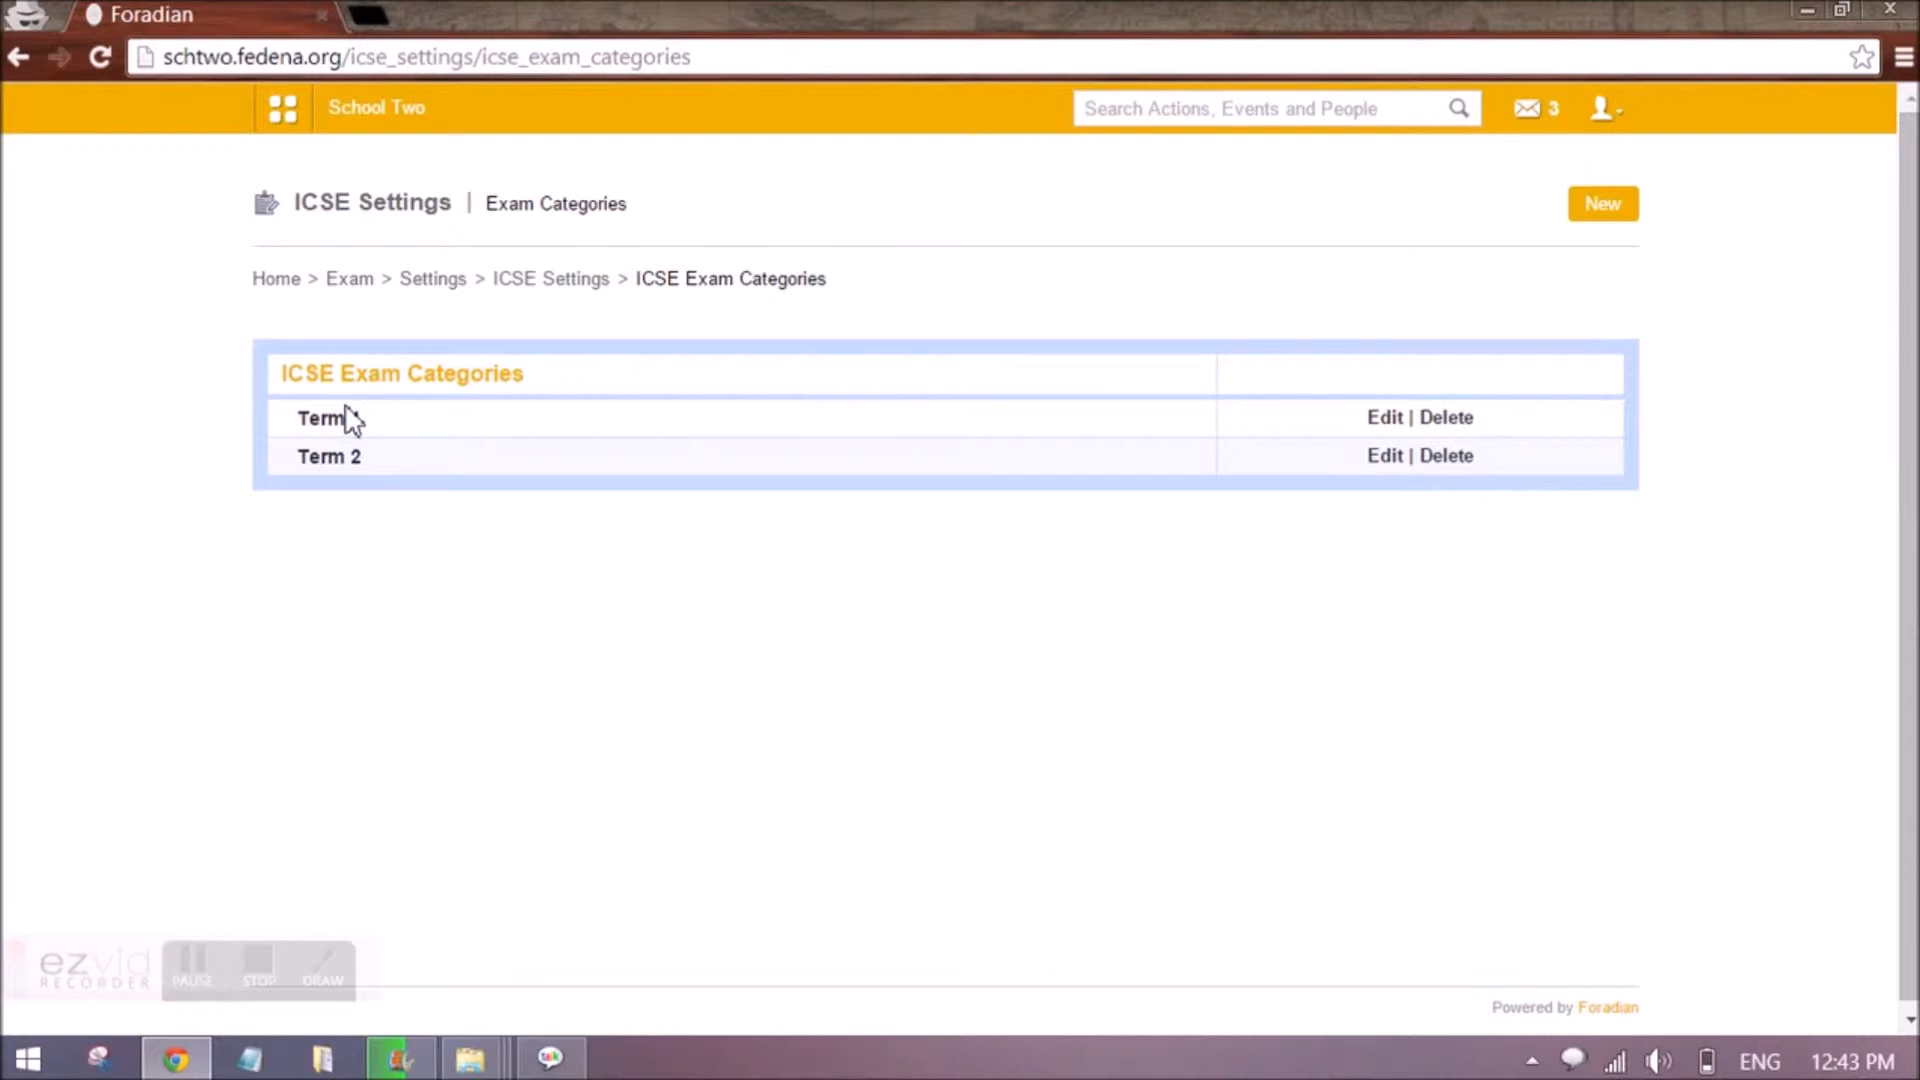 Foradian
schtwo.fedena.org/icse_settings/icse_exam_categories
School Two
Search Actions, Events and People
3
ICSE Settings | Exam Categories
New
Home > Exam > Settings > ICSE Settings > ICSE Exam Categories
ICSE Exam Categories
Term
Edit | Delete
Term 2
Edit | Delete
ezvid
RECORDER
PAUSE
STOP
DRAW
Powered by Foradian
talk
ENG
12:43 PM